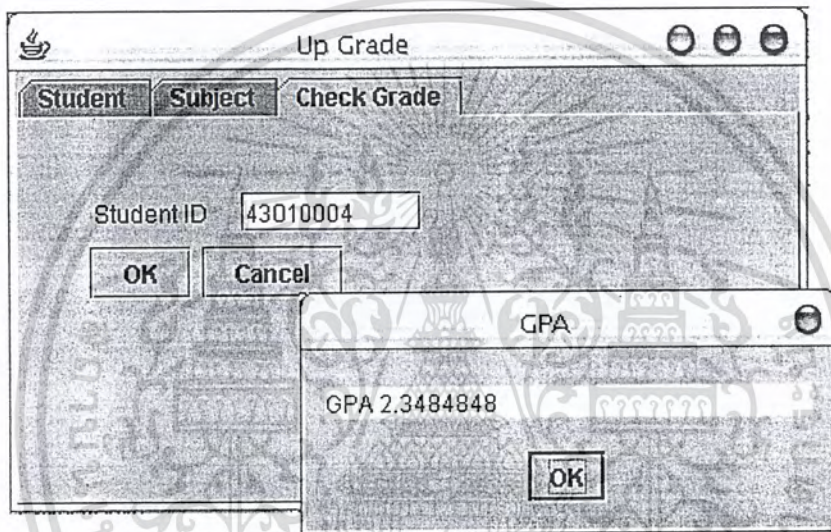 Up Grade
Student Subject Check Grade
Student ID 43010004
OK Cancel
GPA
GPA 2.3484848
OK